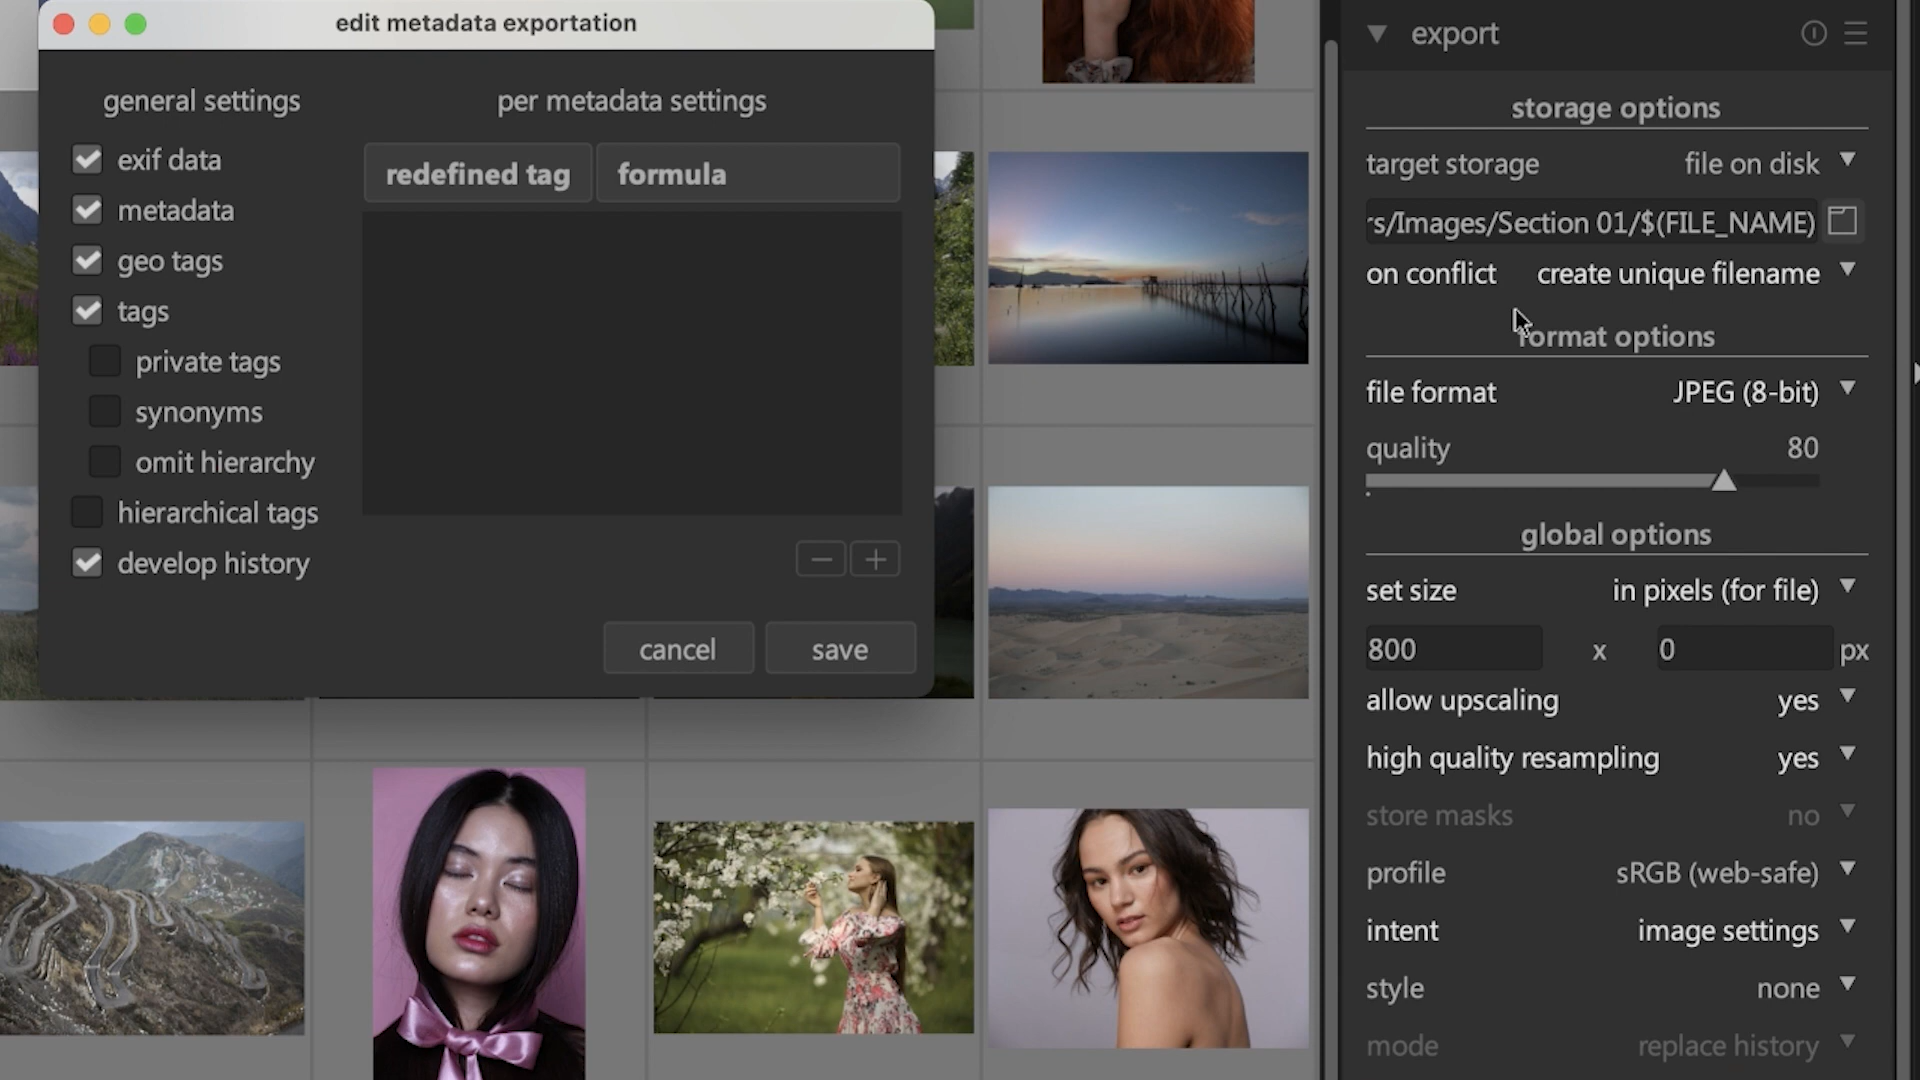 edit metadata exportation
general settings
per metadata settings
exif data
metadata
geo tags
tags
private tags
synonyms
omit hierarchy
hierarchical tags
develop history
redefined tag
formula
cancel
save
export
storage options
target storage file on disk
rs/Images/Section 01/$(FILE_NAME)
on conflict create unique filename
format options
file format JPEG (8-bit)
quality 80
global options
set size in pixels (for file)
800 x 0 px
allow upscaling yes
high quality resampling yes
store masks no
profile sRGB (web-safe)
intent image settings
style none
mode replace history